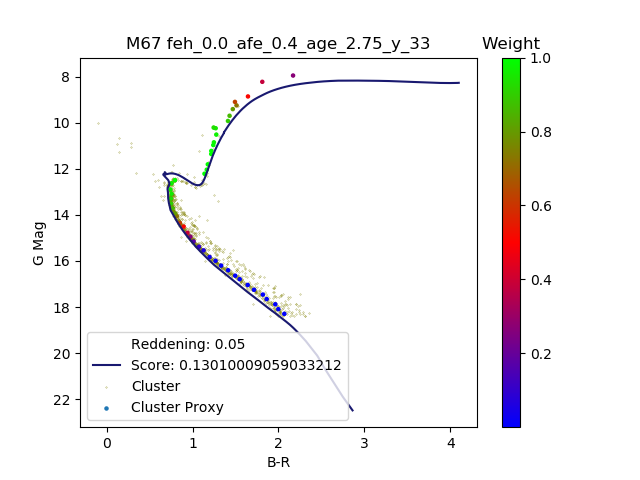 M67 feh_0.0_afe_0.4_age_2.75_y_33
Weight
8
10
12
14
16
18
20
22
G Mag
0
1
2
3
4
B-R
Reddening: 0.05
Score: 0.13010009059033212
Cluster
Cluster Proxy
1.0
0.8
0.6
0.4
0.2